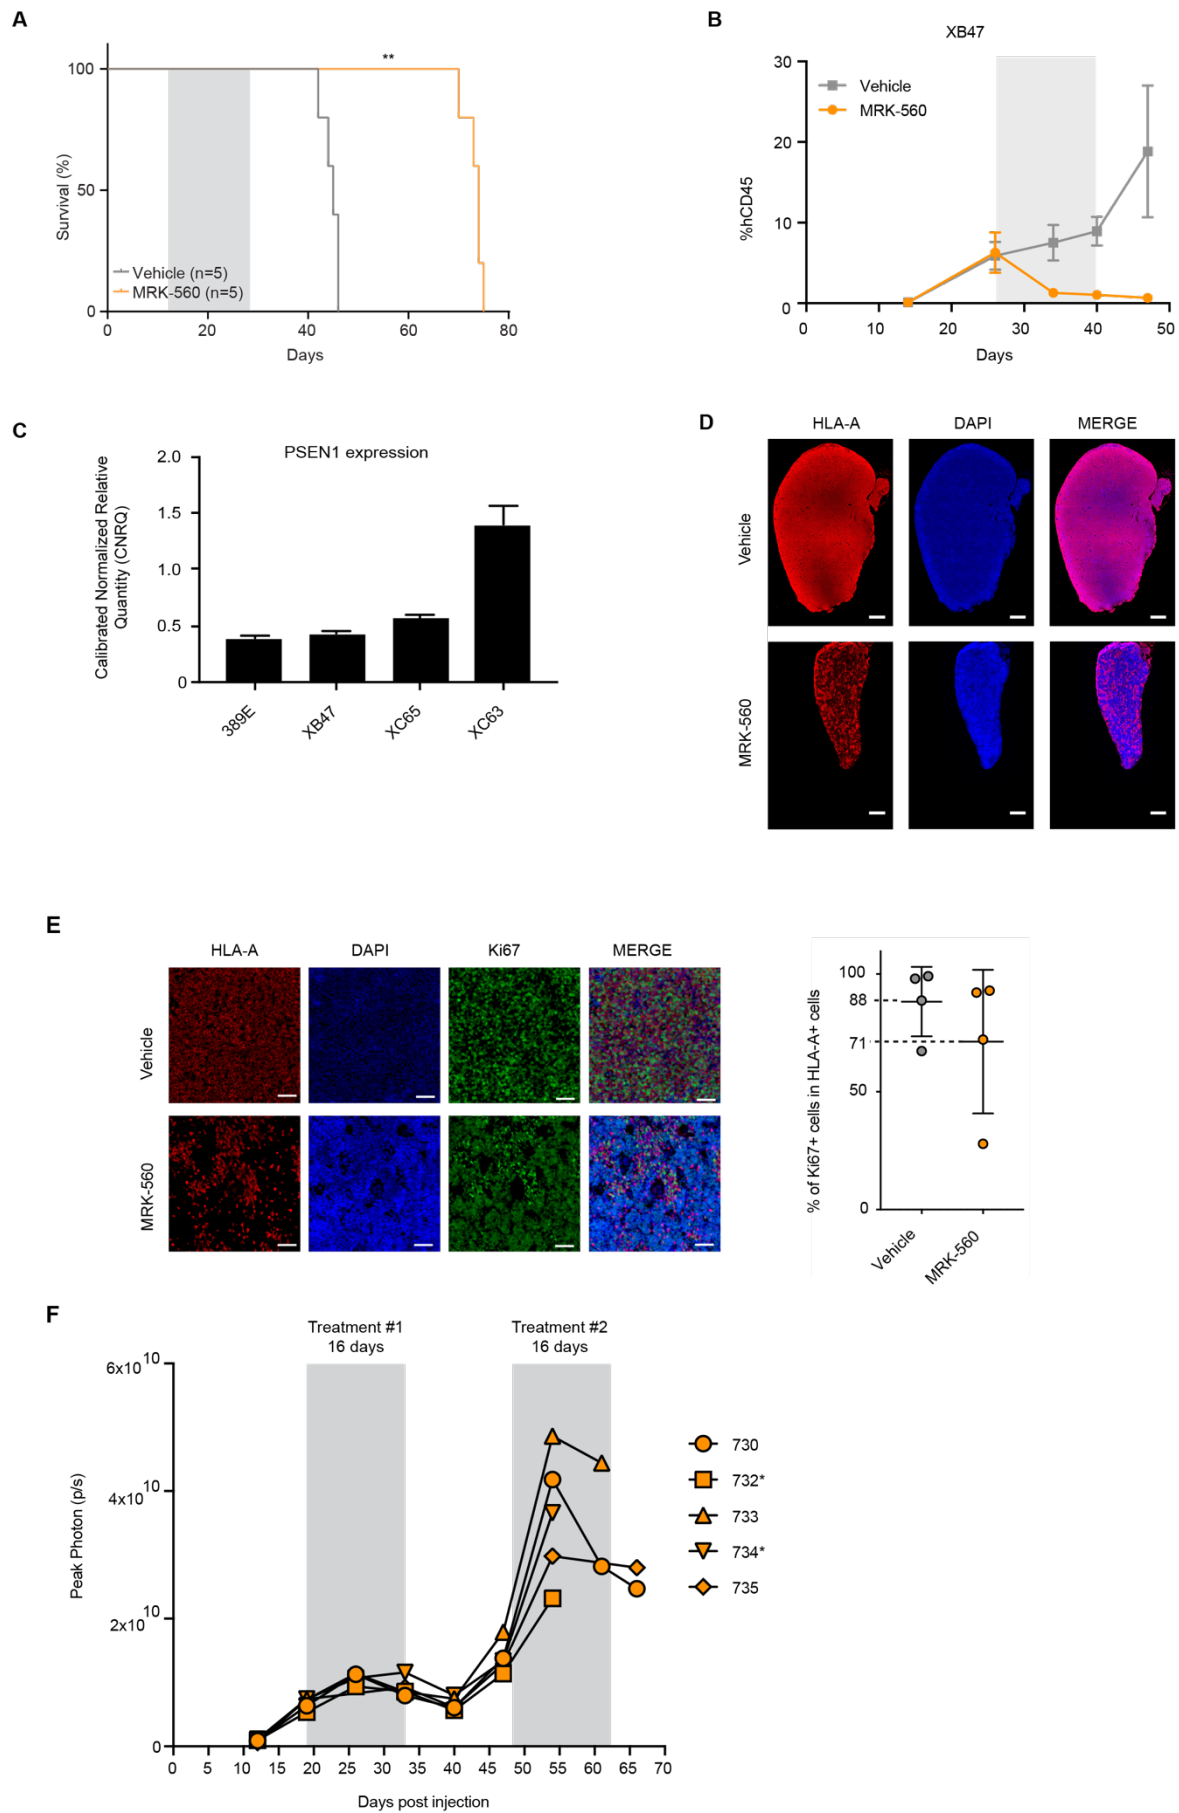 A
**
100
50
0
Survival (%)
Vehicle (n=5)
MRK-560 (n=5)
0 20 40 60 80
Days
B
XB47
30
20
10
0
%hCD45
Vehicle
MRK-560
0 10 20 30 40 50
Days
C
PSEN1 expression
2.0
1.5
1.0
0.5
0
Calibrated Normalized Relative
Quantity (CNRQ)
389E XB47 XC65 XC63
D
HLA-A DAPI MERGE
Vehicle
MRK-560
E
HLA-A DAPI Ki67 MERGE
Vehicle
MRK-560
% of Ki67+ cells in HLA-A+ cells
100
88
71
50
0
Vehicle MRK-560
F
Treatment #1
16 days
Treatment #2
16 days
6x10^10
4x10^10
2x10^10
0
Peak Photon (p/s)
730
732*
733
734*
735
0 5 10 15 20 25 30 35 40 45 50 55 60 65 70
Days post injection